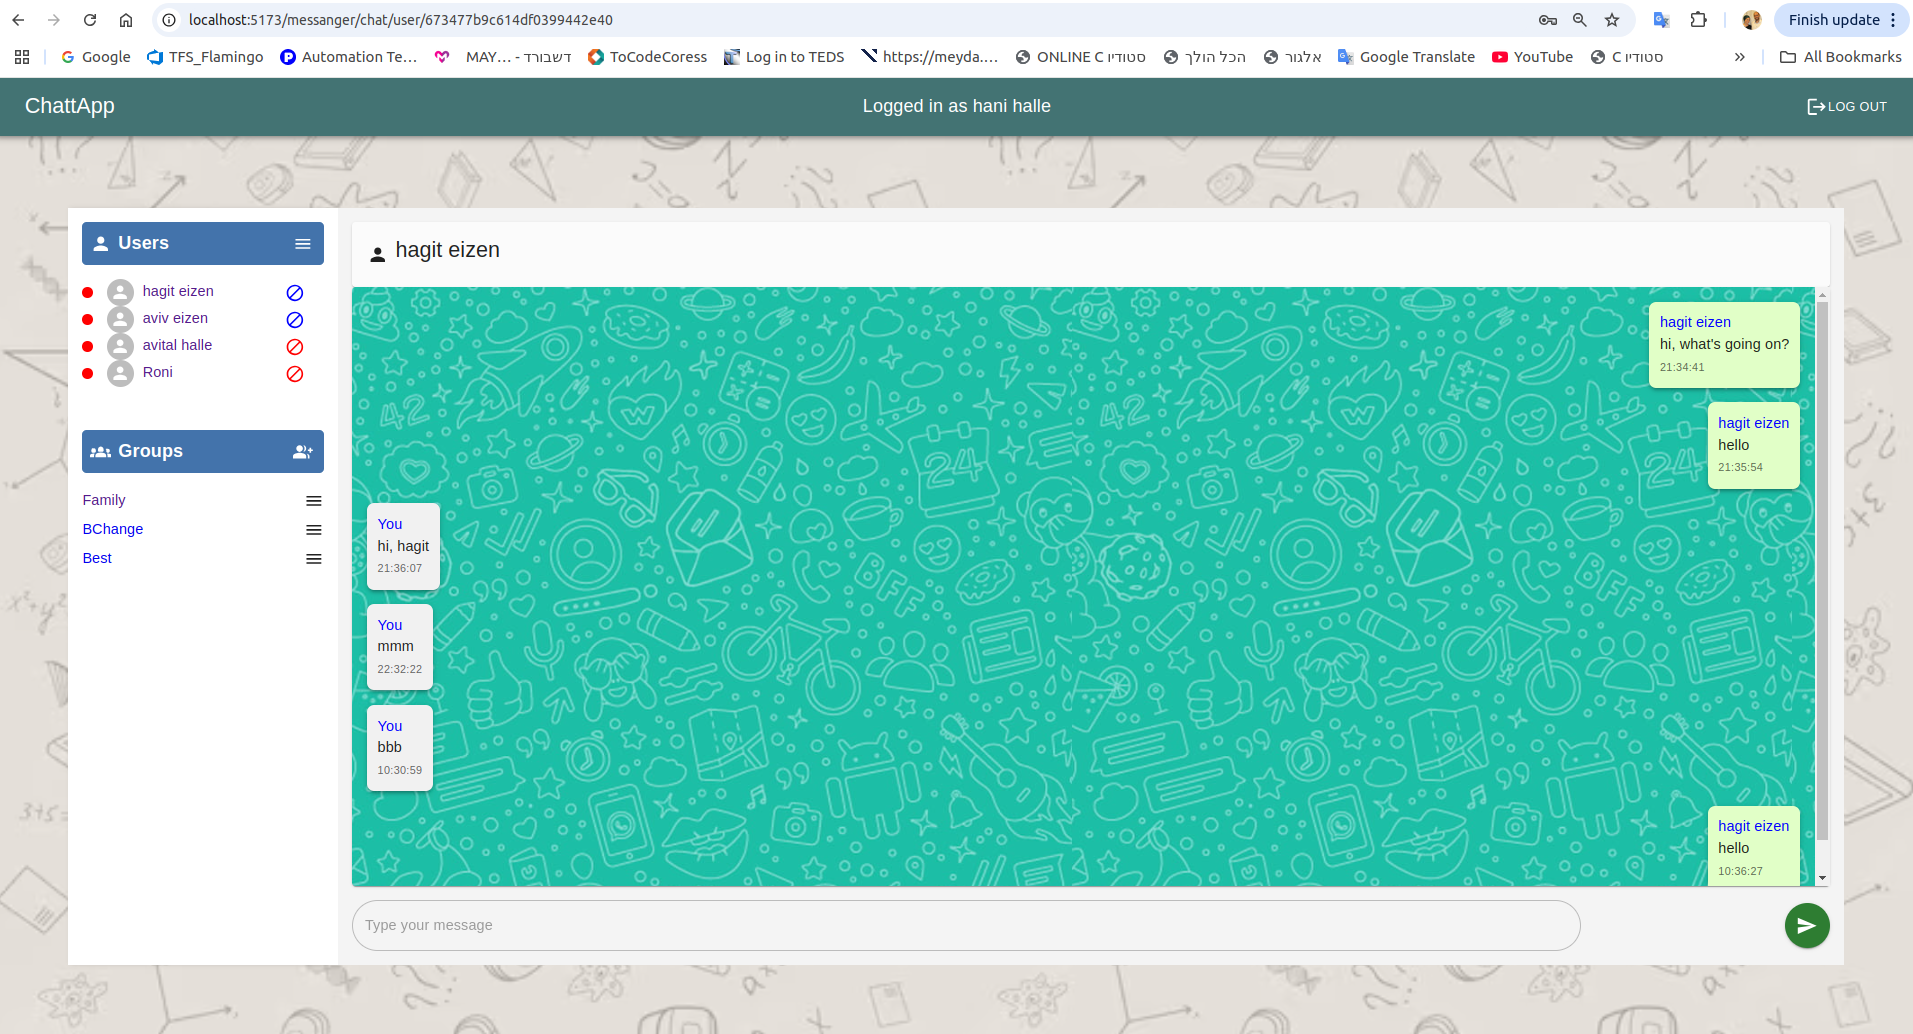 localhost:5173/messanger/chat/user/673477b9c614df0399442e40
Finish update
Google
TFS_Flamingo
Automation Te...
MAY... - דשבורד
ToCodeCoress
Log in to TEDS
https://meyda....
ONLINE C סטודיו
הכל הולך
אלגור
Google Translate
YouTube
C סטודיו
All Bookmarks
ChattApp
Logged in as hani halle
LOG OUT
Users
hagit eizen
aviv eizen
avital halle
Roni
Groups
Family
BChange
Best
hagit eizen
hagit eizen
hi, what's going on?
21:34:41
hagit eizen
hello
21:35:54
You
hi, hagit
21:36:07
You
mmm
22:32:22
You
bbb
10:30:59
hagit eizen
hello
10:36:27
Type your message